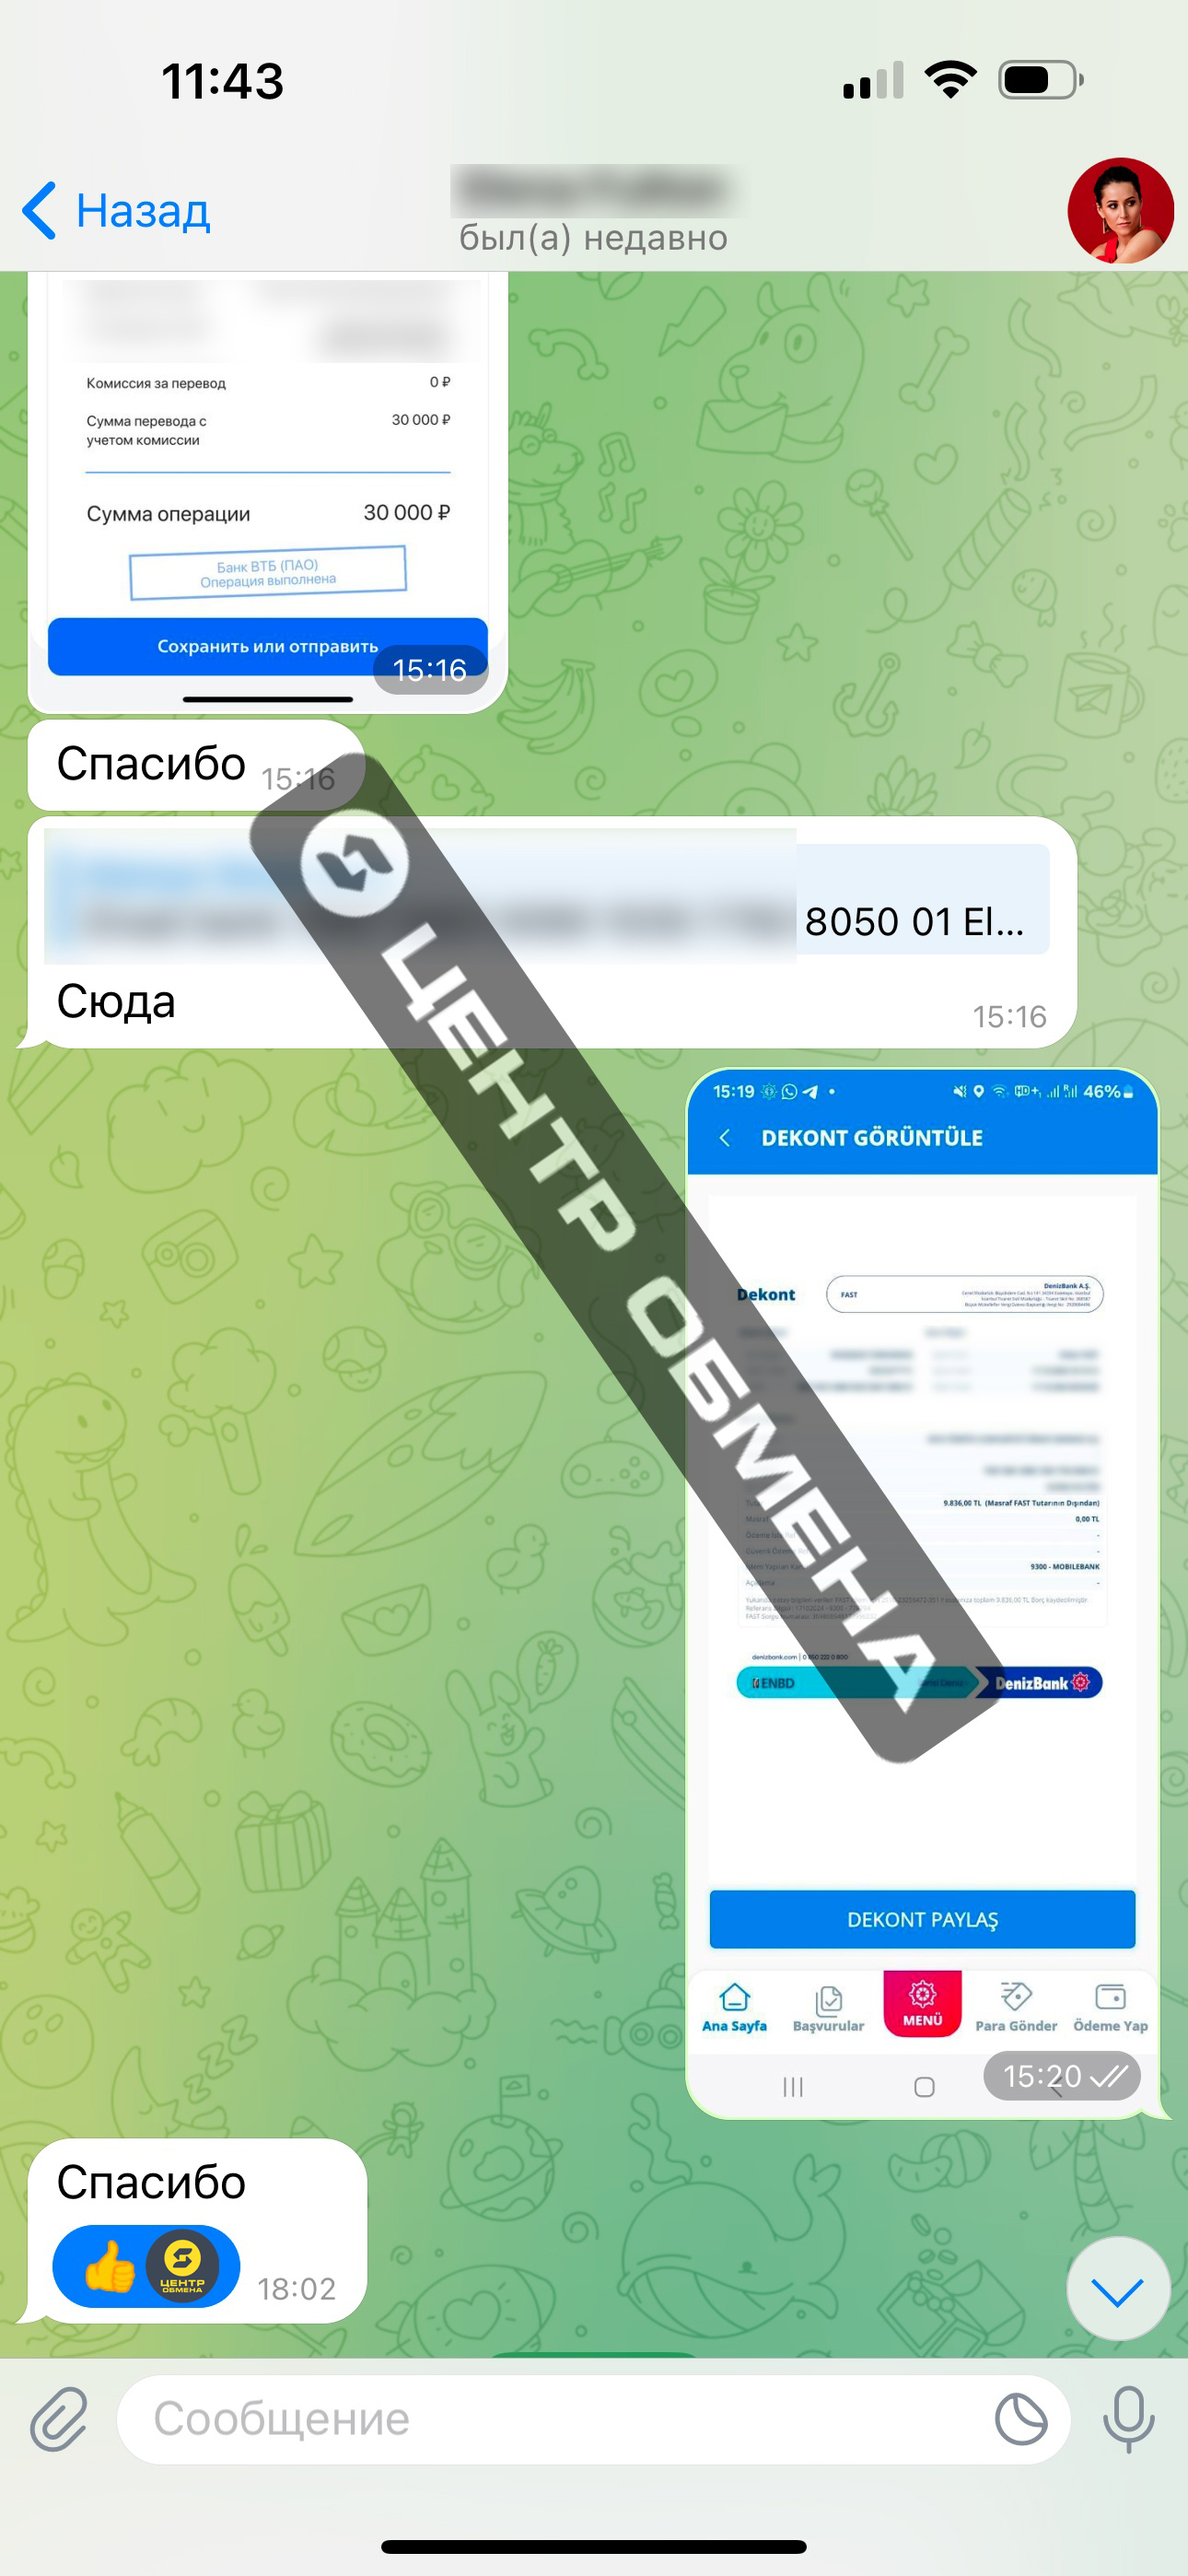 11:43
Назад
был(а) недавно
Комиссия за перевод 0 ₽
Сумма перевода с 30 000 ₽
учетом комиссии
Сумма операции 30 000 ₽
Банк ВТБ (ПАО)
Операция выполнена
Сохранить или отправить
15:16
Спасибо 15:16
8050 01 El...
Сюда 15:16
ЦЕНТР ОБМЕНА
15:19 46%
DEKONT GÖRÜNTÜLE
Dekont
FAST
DenizBank A.Ş.
9.836,00 TL (Masraf FAST Tutarının Dışından)
Masraf 0,00 TL
9300 - MOBILEBANK
denizbank.com
ENBD
DenizBank
DEKONT PAYLAŞ
Ana Sayfa Başvurular MENÜ Para Gönder Ödeme Yap
15:20
Спасибо
ЦЕНТР
ОБМЕНА
18:02
Сообщение